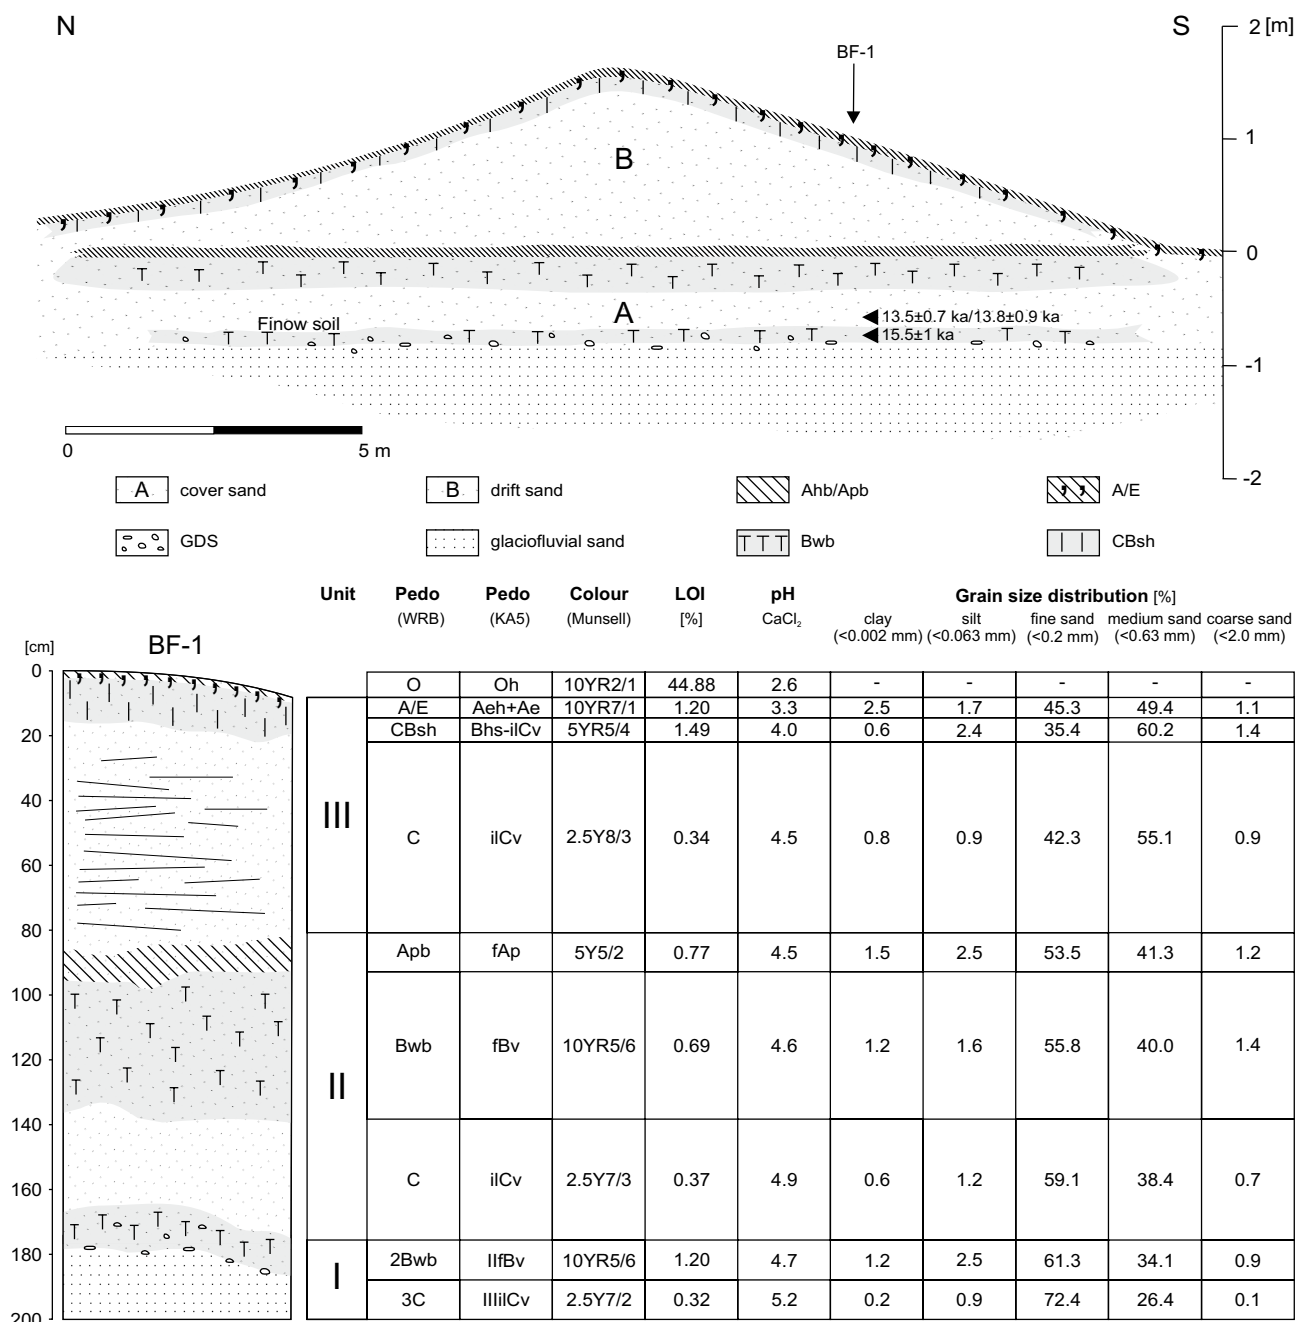 N
S
2 [m]
BF-1
1
B
0
A
13.5±0.7 ka/13.8±0.9 ka
Finow soil
15.5±1 ka
-1
0
5 m
-2
A cover sand
B drift sand
Ahb/Apb
A/E
GDS
glaciofluvial sand
Bwb
CBsh
Unit Pedo Pedo Colour LOI pH Grain size distribution [%]
(WRB) (KA5) (Munsell) [%] CaCl₂ clay silt fine sand medium sand coarse sand
(<0.002 mm) (<0.063 mm) (<0.2 mm) (<0.63 mm) (<2.0 mm)
BF-1
[cm]
0
20
40
60
80
100
120
140
160
180
200
O Oh 10YR2/1 44.88 2.6 - - - - -
III
A/E Aeh+Ae 10YR7/1 1.20 3.3 2.5 1.7 45.3 49.4 1.1
CBsh Bhs-ilCv 5YR5/4 1.49 4.0 0.6 2.4 35.4 60.2 1.4
C ilCv 2.5Y8/3 0.34 4.5 0.8 0.9 42.3 55.1 0.9
II
Apb fAp 5Y5/2 0.77 4.5 1.5 2.5 53.5 41.3 1.2
Bwb fBv 10YR5/6 0.69 4.6 1.2 1.6 55.8 40.0 1.4
C ilCv 2.5Y7/3 0.37 4.9 0.6 1.2 59.1 38.4 0.7
I
2Bwb IIfBv 10YR5/6 1.20 4.7 1.2 2.5 61.3 34.1 0.9
3C IIIilCv 2.5Y7/2 0.32 5.2 0.2 0.9 72.4 26.4 0.1